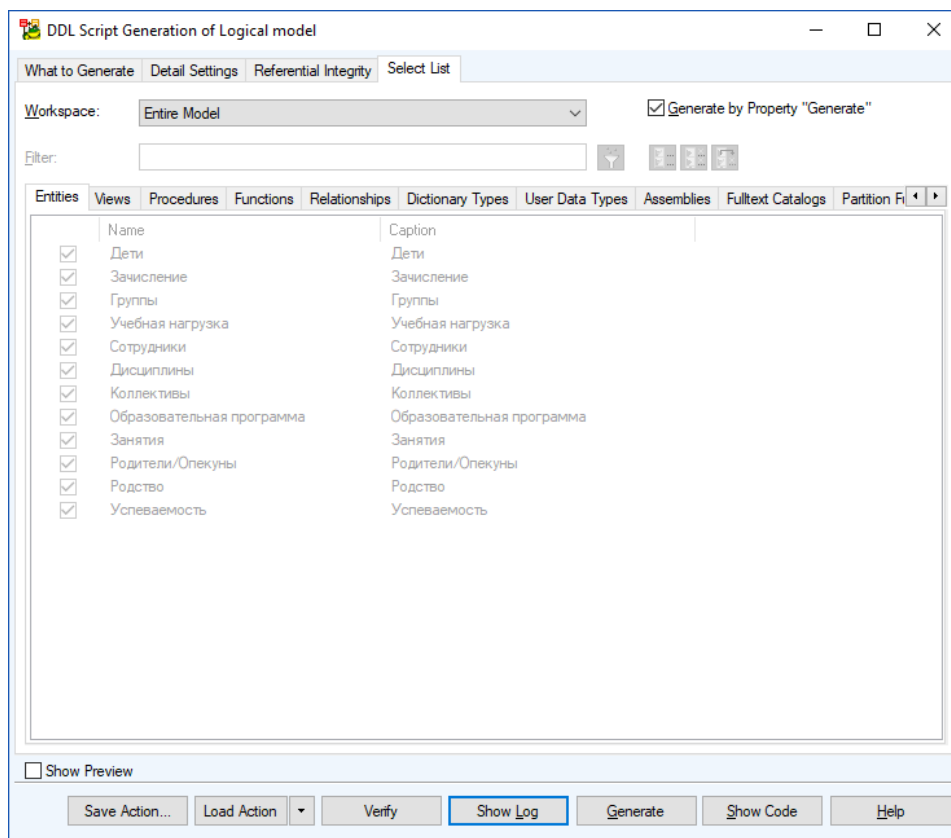 DDL Script Generation of Logical model
What to Generate Detail Settings Referential Integrity Select List
Workspace: Entire Model Generate by Property "Generate"
Filter:
Entities Views Procedures Functions Relationships Dictionary Types User Data Types Assemblies Fulltext Catalogs Partition
Name Caption
Дети Дети
Зачисление Зачисление
Группы Группы
Учебная нагрузка Учебная нагрузка
Сотрудники Сотрудники
Дисциплины Дисциплины
Коллективы Коллективы
Образовательная программа Образовательная программа
Занятия Занятия
Родители/Опекуны Родители/Опекуны
Родство Родство
Успеваемость Успеваемость
Show Preview
Save Action... Load Action Verify Show Log Generate Show Code Help